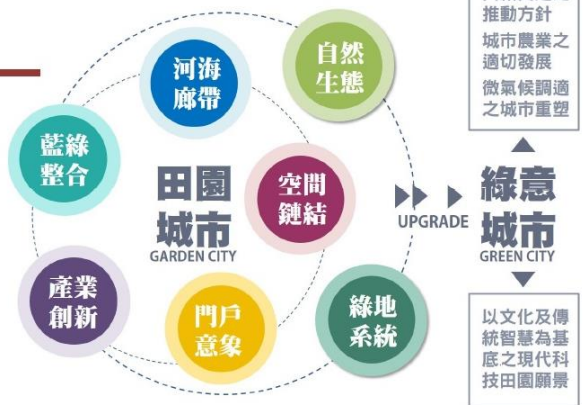 推動方針
城市農業之
適切發展
微氣候調適
之城市重塑
自然
生態
河海
廊帶
藍綠
整合
田園
城市
GARDEN CITY
空間
鏈結
UPGRADE
綠意
城市
GREEN CITY
產業
創新
門戶
意象
綠地
系統
以文化及傳
統智慧為基
底之現代科
技田園願景